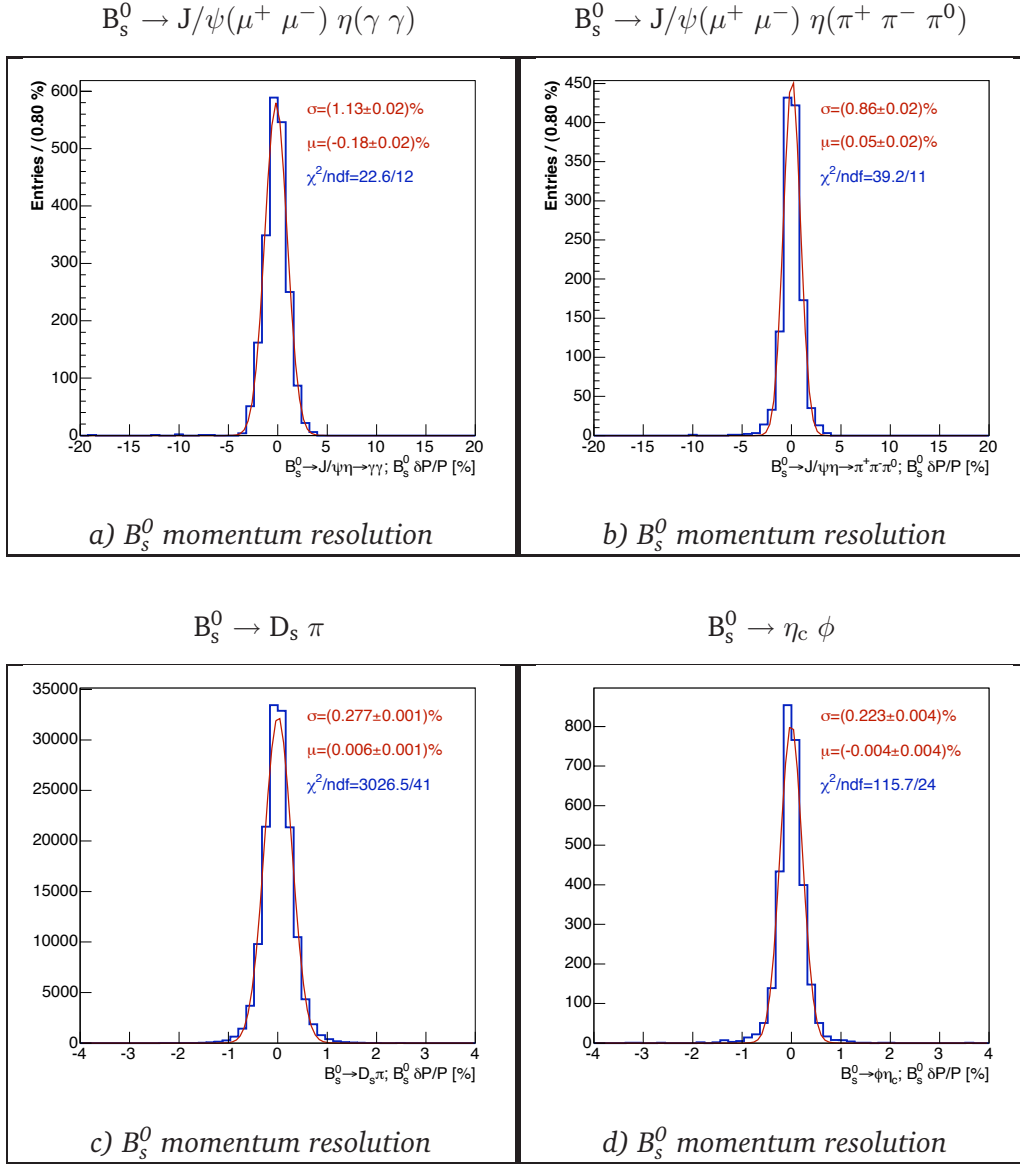 B⁰ₛ → J/ψ(μ⁺ μ⁻) η(γ γ)
B⁰ₛ → J/ψ(μ⁺ μ⁻) η(π⁺ π⁻ π⁰)
Entries / (0.80 %)
600
500
400
300
200
100
0
σ=(1.13±0.02)%
μ=(-0.18±0.02)%
χ²/ndf=22.6/12
-20 -15 -10 -5 0 5 10 15 20
B⁰ₛ→J/ψη→γγ; B⁰ₛ δP/P [%]
a) B⁰ₛ momentum resolution
Entries / (0.80 %)
450
400
350
300
250
200
150
100
50
0
σ=(0.86±0.02)%
μ=(0.05±0.02)%
χ²/ndf=39.2/11
-20 -15 -10 -5 0 5 10 15 20
B⁰ₛ→J/ψη→π⁺π⁻π⁰; B⁰ₛ δP/P [%]
b) B⁰ₛ momentum resolution
B⁰ₛ → Dₛ π
B⁰ₛ → η_c φ
35000
30000
25000
20000
15000
10000
5000
0
σ=(0.277±0.001)%
μ=(0.006±0.001)%
χ²/ndf=3026.5/41
-4 -3 -2 -1 0 1 2 3 4
B⁰ₛ→Dₛπ; B⁰ₛ δP/P [%]
c) B⁰ₛ momentum resolution
800
700
600
500
400
300
200
100
0
σ=(0.223±0.004)%
μ=(-0.004±0.004)%
χ²/ndf=115.7/24
-4 -3 -2 -1 0 1 2 3 4
B⁰ₛ→φη_c; B⁰ₛ δP/P [%]
d) B⁰ₛ momentum resolution